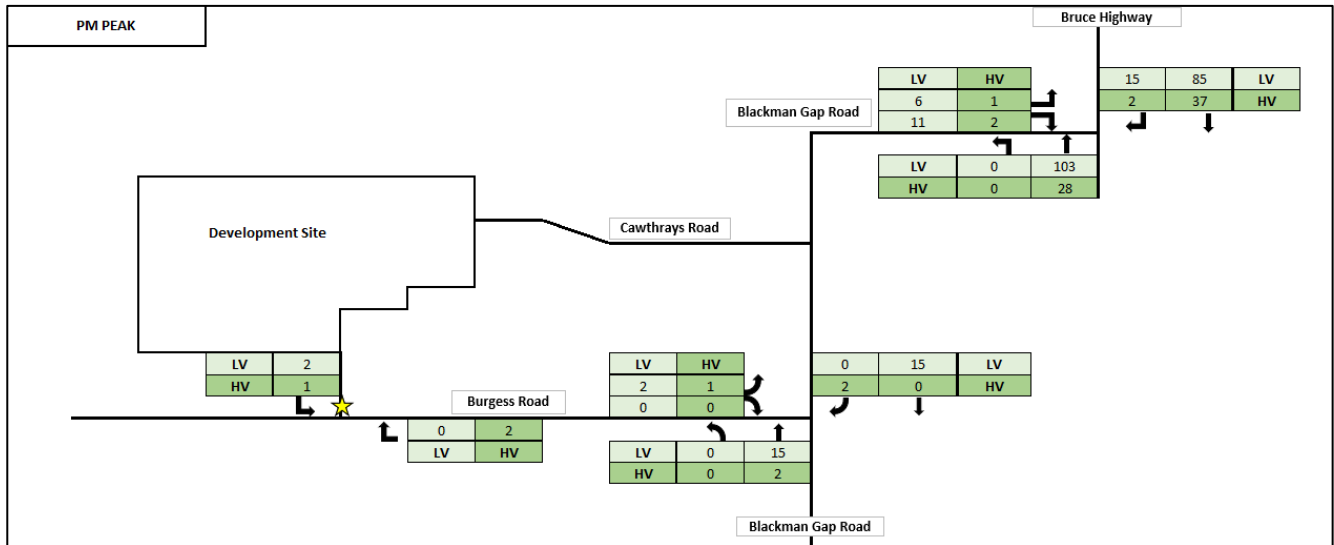 PM PEAK
Bruce Highway
LV HV
6 1
11 2
15 85 LV
2 37 HV
Blackman Gap Road
LV 0 103
HV 0 28
Development Site
Cawthrays Road
LV 2
HV 1
LV HV
2 1
0 0
0 15 LV
2 0 HV
Burgess Road
0 2
LV HV
LV 0 15
HV 0 2
Blackman Gap Road